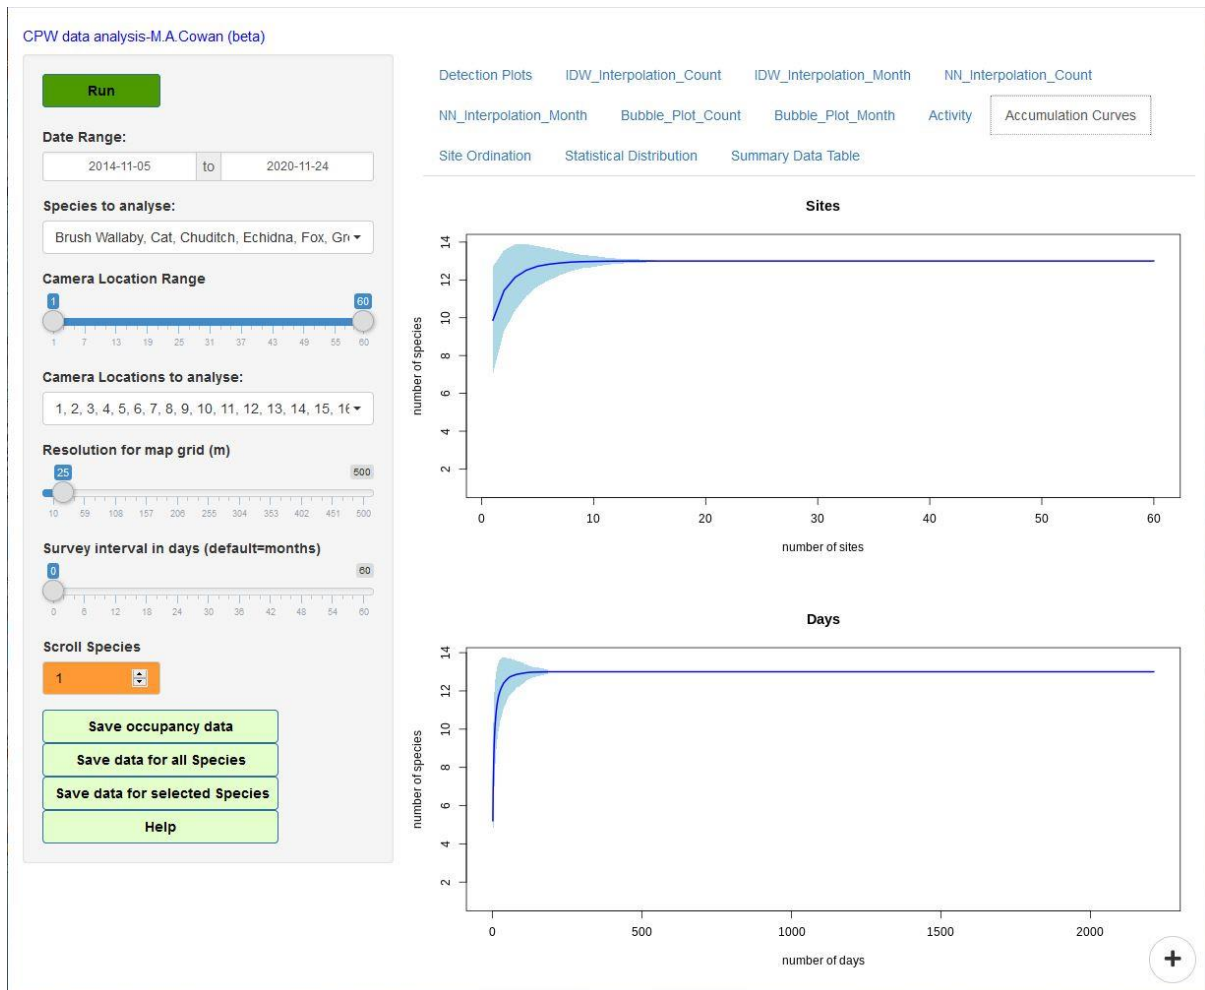 CPW data analysis-M.A.Cowan (beta)
Run
Date Range:
2014-11-05 to 2020-11-24
Species to analyse:
Brush Wallaby, Cat, Chuditch, Echidna, Fox, Gr
Camera Location Range
1 60
1 7 13 19 25 31 37 43 49 55 60
Camera Locations to analyse:
1, 2, 3, 4, 5, 6, 7, 8, 9, 10, 11, 12, 13, 14, 15, 16
Resolution for map grid (m)
25 500
10 59 108 157 206 255 304 353 402 451 500
Survey interval in days (default=months)
0 60
0 6 12 18 24 30 36 42 48 54 60
Scroll Species
1
Save occupancy data
Save data for all Species
Save data for selected Species
Help
Detection Plots IDW_Interpolation_Count IDW_Interpolation_Month NN_Interpolation_Count
NN_Interpolation_Month Bubble_Plot_Count Bubble_Plot_Month Activity Accumulation Curves
Site Ordination Statistical Distribution Summary Data Table
Sites
number of species
14
12
10
8
6
4
2
0 10 20 30 40 50 60
number of sites
Days
number of species
14
12
10
8
6
4
2
0 500 1000 1500 2000
number of days
+